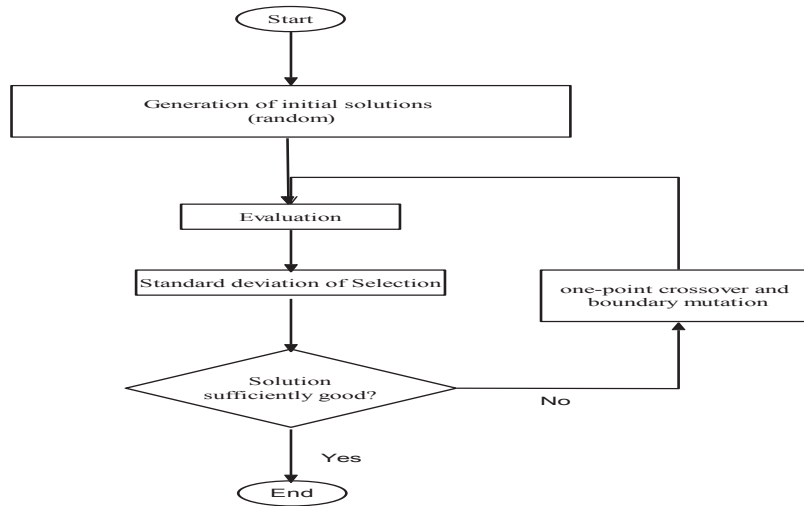 Start
Generation of initial solutions
(random)
Evaluation
Standard deviation of Selection
one-point crossover and
boundary mutation
Solution
sufficiently good?
No
Yes
End